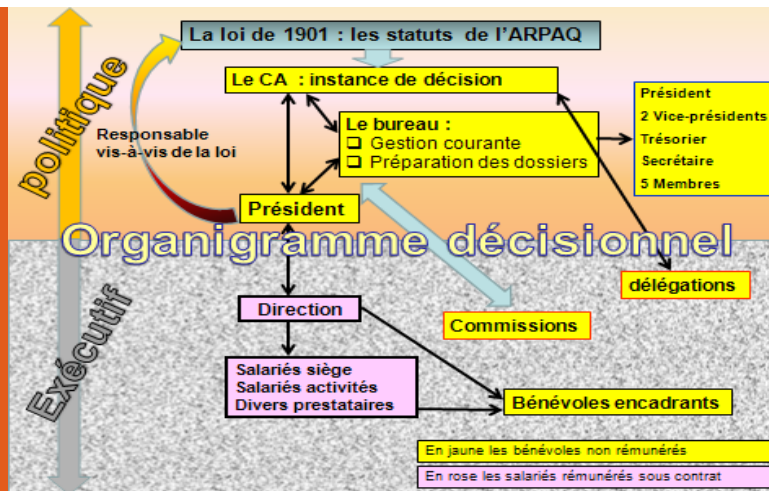 La loi de 1901 : les statuts de l'ARPAQ
politique
Le CA : instance de décision
Responsable
vis-à-vis de la loi
Le bureau :
❑ Gestion courante
❑ Préparation des dossiers
Président
2 Vice-présidents
Trésorier
Secrétaire
5 Membres
Président
Organigramme décisionnel
Exécutif
délégations
Direction
Commissions
Salariés siège
Salariés activités
Divers prestataires
Bénévoles encadrants
En jaune les bénévoles non rémunérés
En rose les salariés rémunérés sous contrat